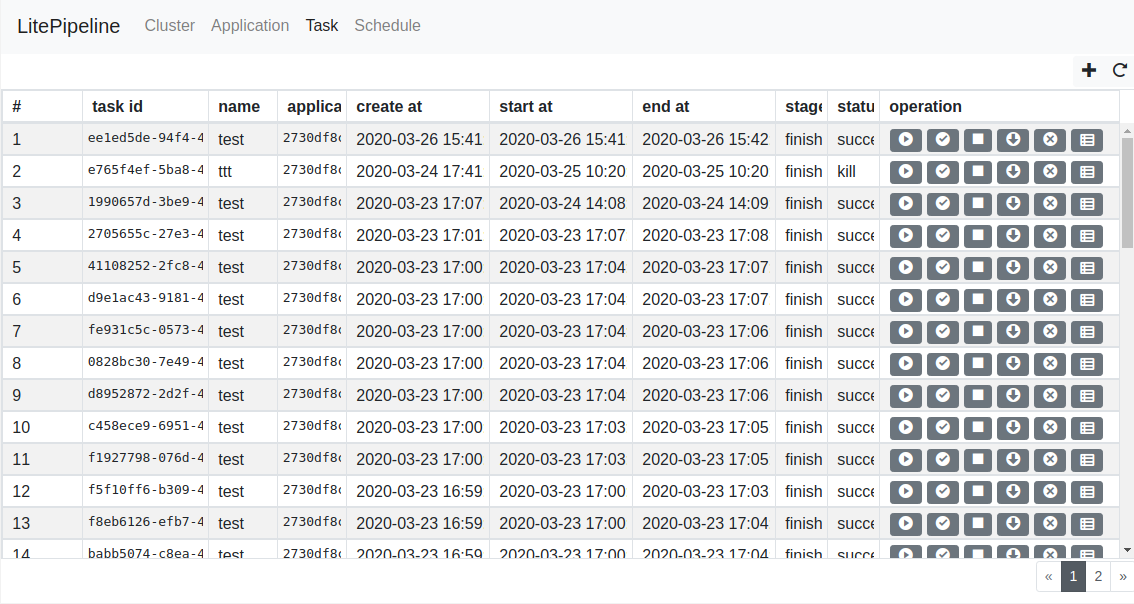 LitePipeline Cluster Application Task Schedule
# task id name applica create at start at end at stage statu operation
1 ee1ed5de-94f4-4 test 2730df8c 2020-03-26 15:41 2020-03-26 15:41 2020-03-26 15:42 finish succe
2 e765f4ef-5ba8-4 ttt 2730df8c 2020-03-24 17:41 2020-03-25 10:20 2020-03-25 10:20 finish kill
3 1990657d-3be9-4 test 2730df8c 2020-03-23 17:07 2020-03-24 14:08 2020-03-24 14:09 finish succe
4 2705655c-27e3-4 test 2730df8c 2020-03-23 17:01 2020-03-23 17:07 2020-03-23 17:08 finish succe
5 41108252-2fc8-4 test 2730df8c 2020-03-23 17:00 2020-03-23 17:04 2020-03-23 17:07 finish succe
6 d9e1ac43-9181-4 test 2730df8c 2020-03-23 17:00 2020-03-23 17:04 2020-03-23 17:07 finish succe
7 fe931c5c-0573-4 test 2730df8c 2020-03-23 17:00 2020-03-23 17:04 2020-03-23 17:06 finish succe
8 0828bc30-7e49-4 test 2730df8c 2020-03-23 17:00 2020-03-23 17:04 2020-03-23 17:06 finish succe
9 d8952872-2d2f-4 test 2730df8c 2020-03-23 17:00 2020-03-23 17:04 2020-03-23 17:06 finish succe
10 c458ece9-6951-4 test 2730df8c 2020-03-23 17:00 2020-03-23 17:03 2020-03-23 17:05 finish succe
11 f1927798-076d-4 test 2730df8c 2020-03-23 17:00 2020-03-23 17:03 2020-03-23 17:05 finish succe
12 f5f10ff6-b309-4 test 2730df8c 2020-03-23 16:59 2020-03-23 17:00 2020-03-23 17:03 finish succe
13 f8eb6126-efb7-4 test 2730df8c 2020-03-23 16:59 2020-03-23 17:00 2020-03-23 17:04 finish succe
14 babb5074-c8ea-4 test 2730df8c 2020-03-23 16:59 2020-03-23 17:00 2020-03-23 17:04 finish succe
« 1 2 »